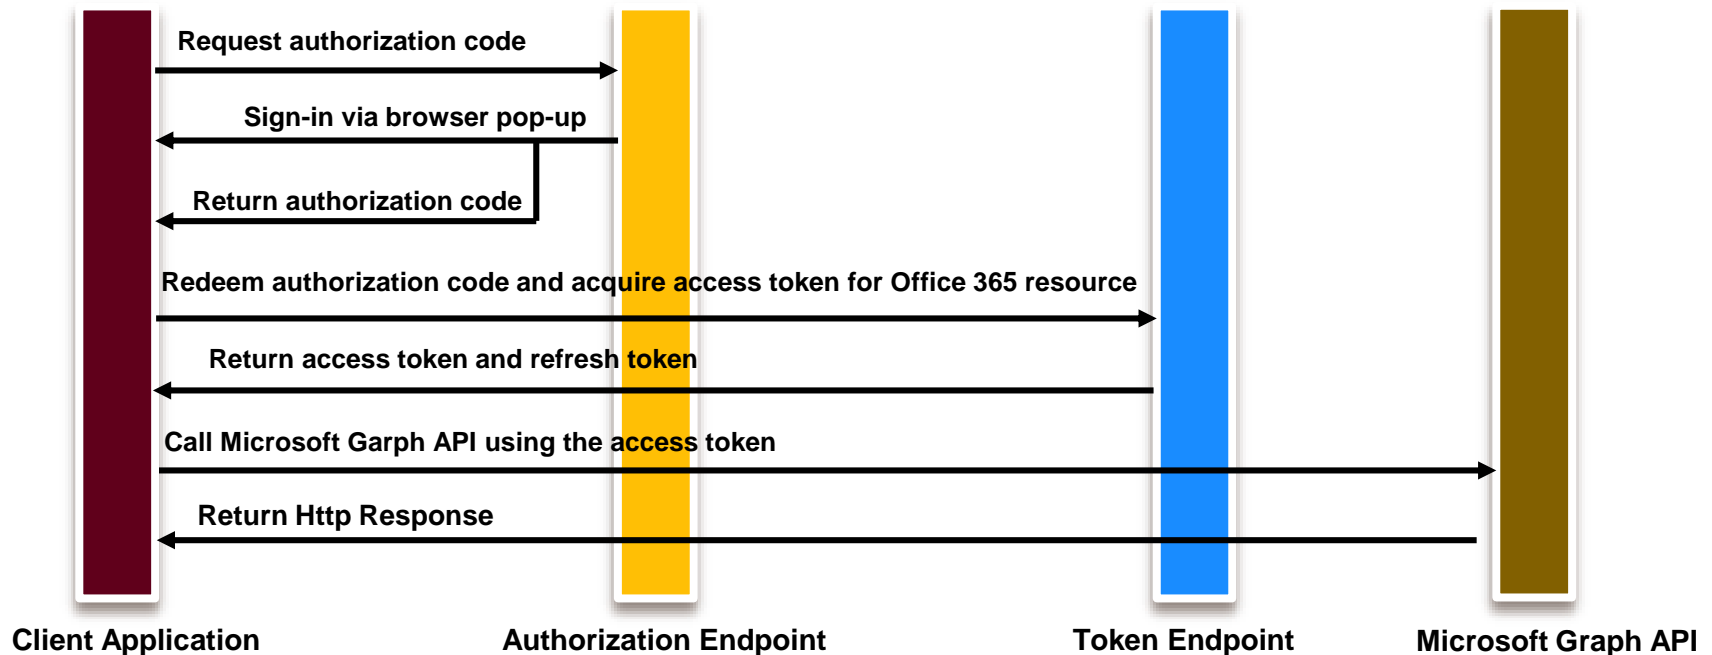 Request authorization code
Sign-in via browser pop-up
Return authorization code
Redeem authorization code and acquire access token for Office 365 resource
Return access token and refresh token
Call Microsoft Garph API using the access token
Return Http Response
Client Application
Authorization Endpoint
Token Endpoint
Microsoft Graph API